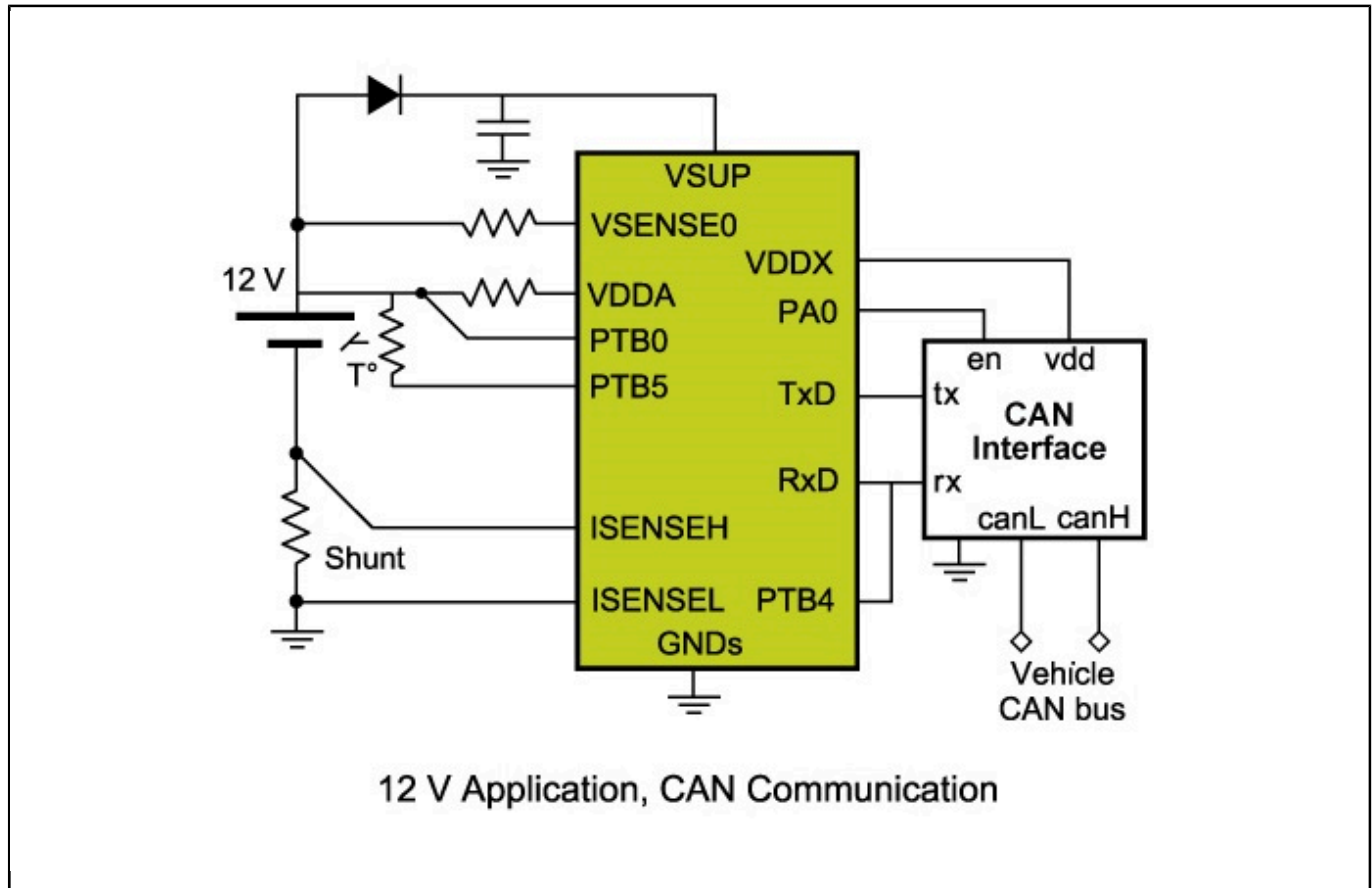 VSUP
VSENSE0
VDDX
12 V
VDDA
PA0
PTB0
en vdd
T°
PTB5
TxD
tx
CAN
Interface
RxD
rx
canL canH
ISENSEH
Shunt
ISENSEL
PTB4
GNDs
Vehicle
CAN bus
12 V Application, CAN Communication